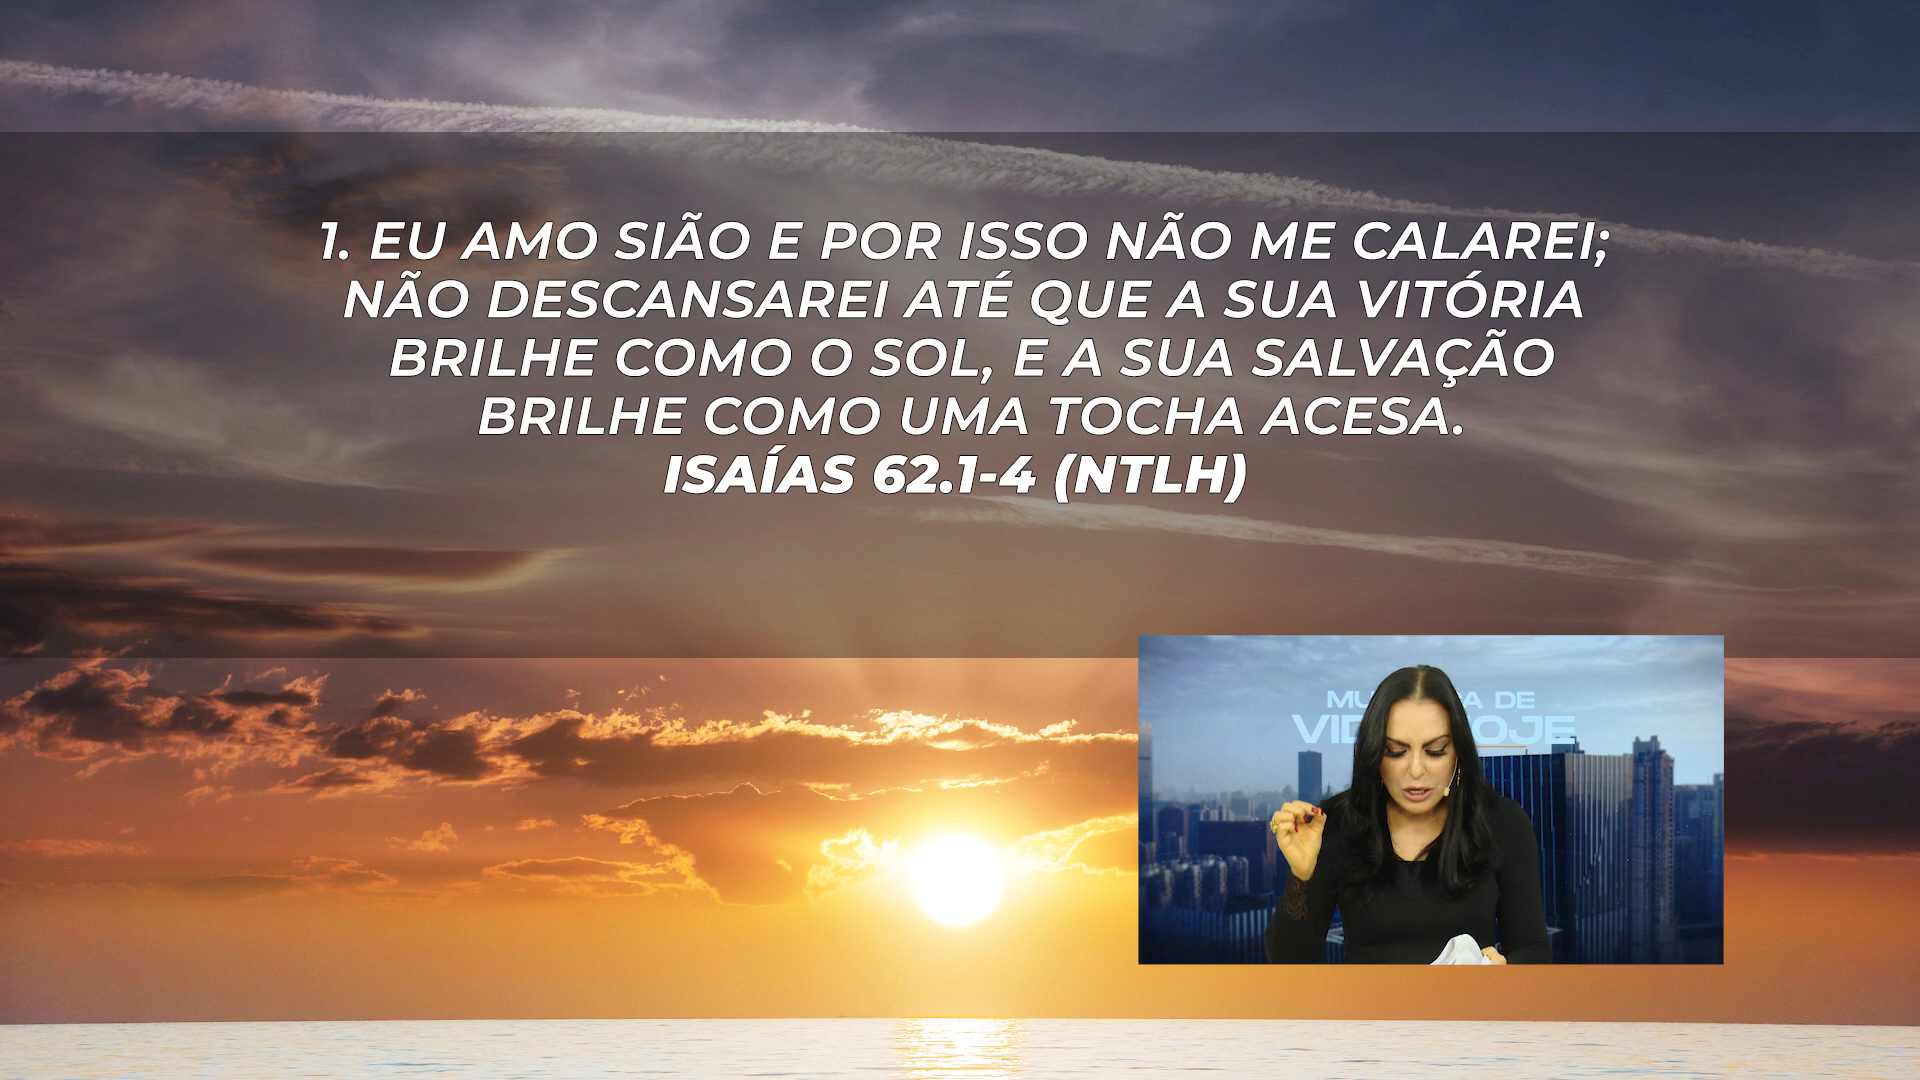 1. EU AMO SIÃO E POR ISSO NÃO ME CALAREI;
NÃO DESCANSAREI ATÉ QUE A SUA VITÓRIA
BRILHE COMO O SOL, E A SUA SALVAÇÃO
BRILHE COMO UMA TOCHA ACESA.
ISAÍAS 62.1-4 (NTLH)
DE